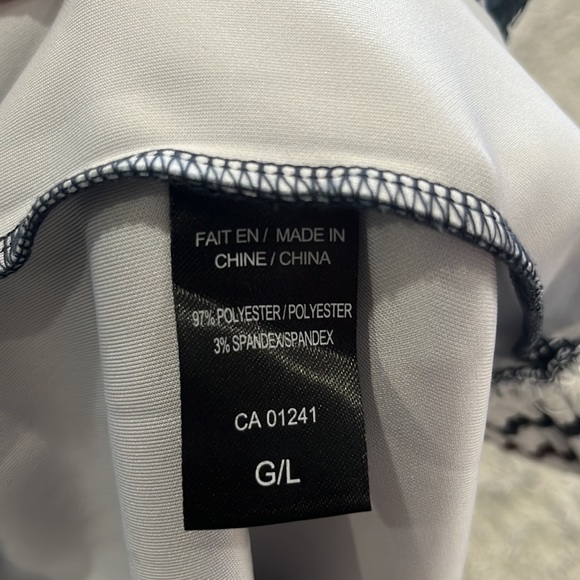 FAIT EN / MADE IN
CHINE / CHINA
97% POLYESTER / POLYESTER
3% SPANDEX/SPANDEX
CA 01241
G/L